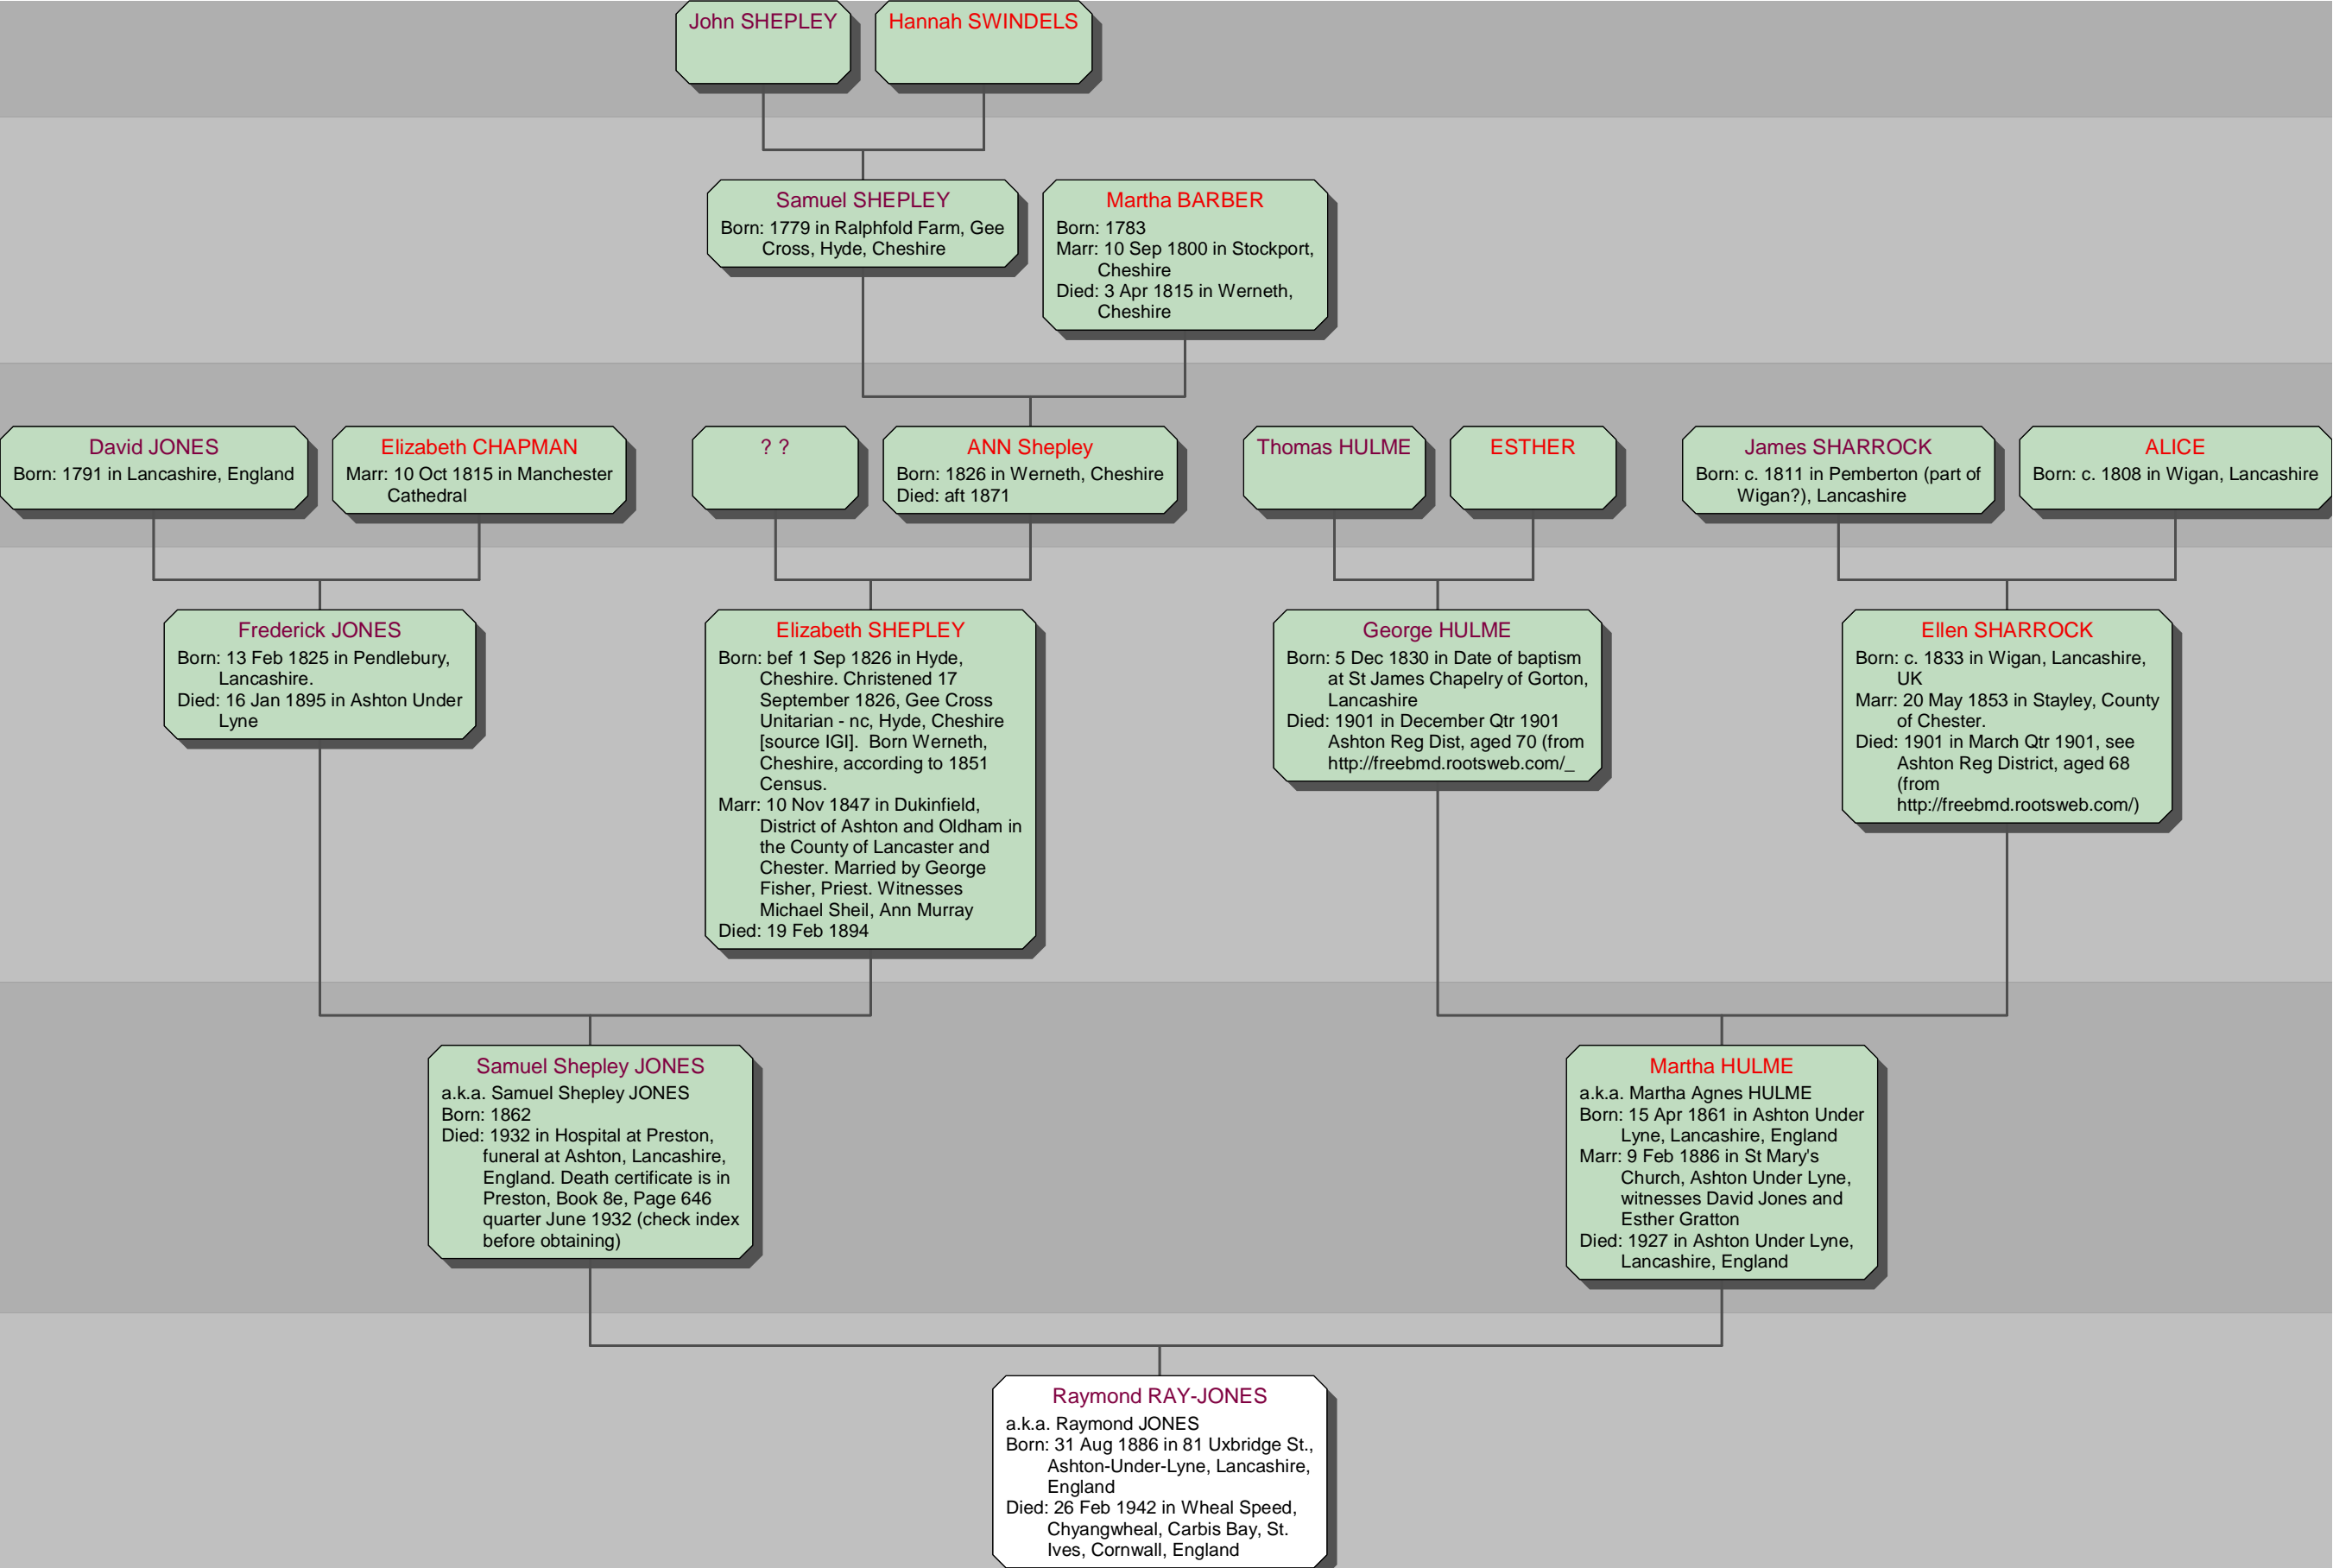 John SHEPLEY
Hannah SWINDELS
Samuel SHEPLEY
Born: 1779 in Ralphfold Farm, Gee
Cross, Hyde, Cheshire
Martha BARBER
Born: 1783
Marr: 10 Sep 1800 in Stockport,
Cheshire
Died: 3 Apr 1815 in Werneth,
Cheshire
David JONES
Born: 1791 in Lancashire, England
Elizabeth CHAPMAN
Marr: 10 Oct 1815 in Manchester
Cathedral
? ?
ANN Shepley
Born: 1826 in Werneth, Cheshire
Died: aft 1871
Thomas HULME
ESTHER
James SHARROCK
Born: c. 1811 in Pemberton (part of
Wigan?), Lancashire
ALICE
Born: c. 1808 in Wigan, Lancashire
Frederick JONES
Born: 13 Feb 1825 in Pendlebury,
Lancashire.
Died: 16 Jan 1895 in Ashton Under
Lyne
Elizabeth SHEPLEY
Born: bef 1 Sep 1826 in Hyde,
Cheshire. Christened 17
September 1826, Gee Cross
Unitarian - nc, Hyde, Cheshire
[source IGI].  Born Werneth,
Cheshire, according to 1851
Census.
Marr: 10 Nov 1847 in Dukinfield,
District of Ashton and Oldham in
the County of Lancaster and
Chester. Married by George
Fisher, Priest. Witnesses
Michael Sheil, Ann Murray
Died: 19 Feb 1894
George HULME
Born: 5 Dec 1830 in Date of baptism
at St James Chapelry of Gorton,
Lancashire
Died: 1901 in December Qtr 1901
Ashton Reg Dist, aged 70 (from
http://freebmd.rootsweb.com/_
Ellen SHARROCK
Born: c. 1833 in Wigan, Lancashire,
UK
Marr: 20 May 1853 in Stayley, County
of Chester.
Died: 1901 in March Qtr 1901, see
Ashton Reg District, aged 68
(from
http://freebmd.rootsweb.com/)
Samuel Shepley JONES
a.k.a. Samuel Shepley JONES
Born: 1862
Died: 1932 in Hospital at Preston,
funeral at Ashton, Lancashire,
England. Death certificate is in
Preston, Book 8e, Page 646
quarter June 1932 (check index
before obtaining)
Martha HULME
a.k.a. Martha Agnes HULME
Born: 15 Apr 1861 in Ashton Under
Lyne, Lancashire, England
Marr: 9 Feb 1886 in St Mary's
Church, Ashton Under Lyne,
witnesses David Jones and
Esther Gratton
Died: 1927 in Ashton Under Lyne,
Lancashire, England
Raymond RAY-JONES
a.k.a. Raymond JONES
Born: 31 Aug 1886 in 81 Uxbridge St.,
Ashton-Under-Lyne, Lancashire,
England
Died: 26 Feb 1942 in Wheal Speed,
Chyangwheal, Carbis Bay, St.
Ives, Cornwall, England